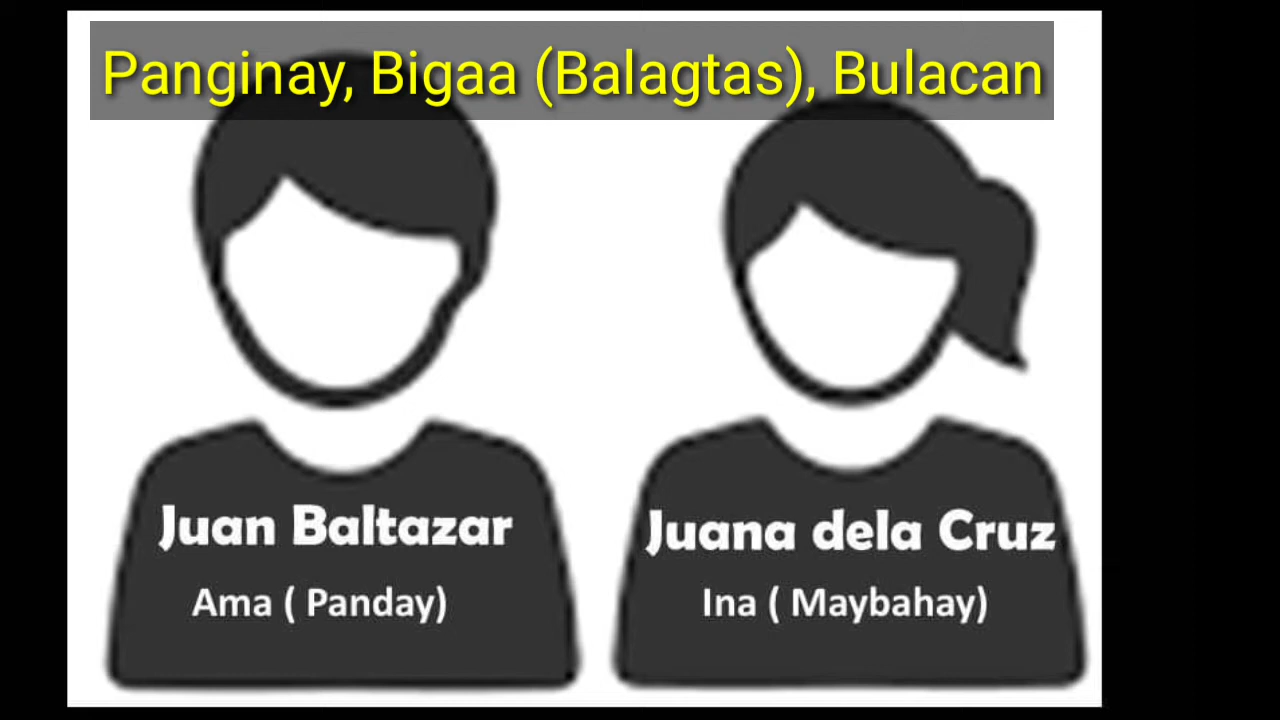 Panginay, Bigaa (Balagtas), Bulacan
Juan Baltazar
Ama ( Panday)
Juana dela Cruz
Ina ( Maybahay)